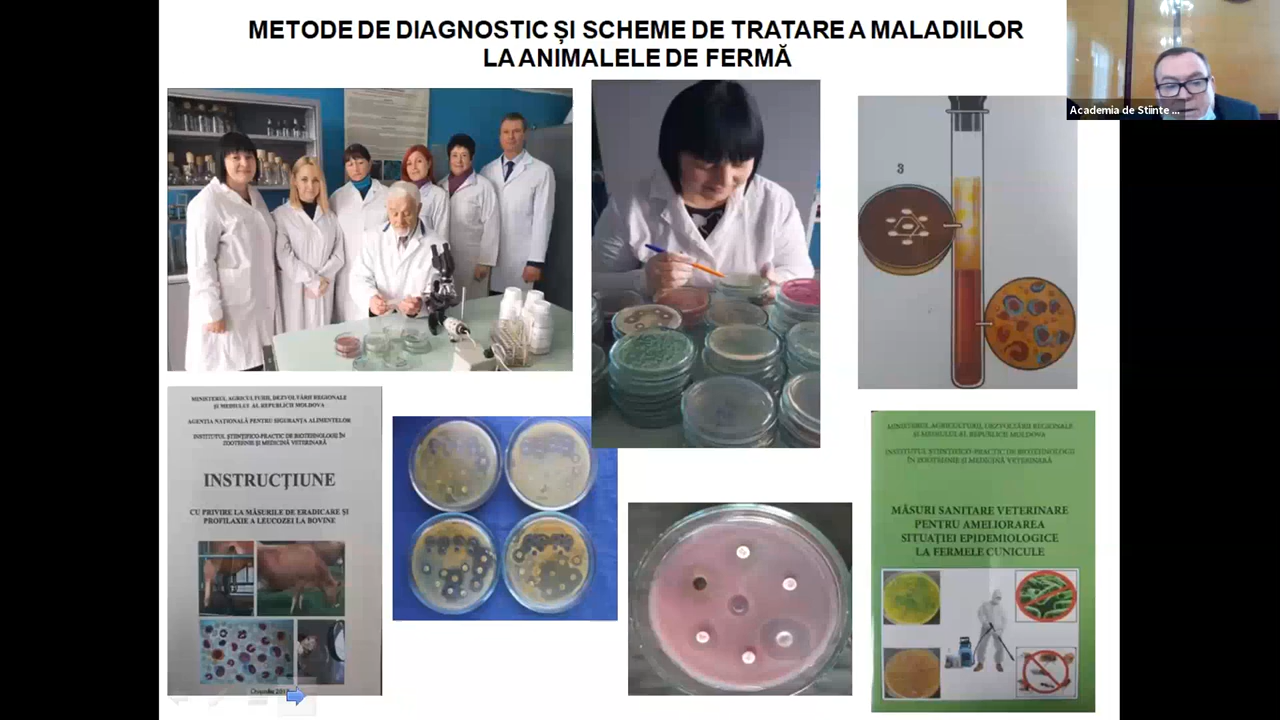 METODE DE DIAGNOSTIC ȘI SCHEME DE TRATARE A MALADIILOR
LA ANIMALELE DE FERMĂ
Academia de Stiinte ...
3
MINISTERUL AGRICULTURII, DEZVOLTĂRII REGIONALE
ȘI MEDIULUI AL REPUBLICII MOLDOVA
AGENȚIA NAȚIONALĂ PENTRU SIGURANȚA ALIMENTELOR
INSTITUTUL ȘTIINȚIFICO-PRACTIC DE BIOTEHNOLOGII ÎN
ZOOTEHNIE ȘI MEDICINĂ VETERINARĂ
INSTRUCȚIUNE
CU PRIVIRE LA MĂSURILE DE ERADICARE ȘI
PROFILAXIE A LEUCOZEI LA BOVINE
MINISTERUL AGRICULTURII, DEZVOLTĂRII REGIONALE
ȘI MEDIULUI AL REPUBLICII MOLDOVA
INSTITUTUL ȘTIINȚIFICO-PRACTIC DE BIOTEHNOLOGII
ÎN ZOOTEHNIE ȘI MEDICINĂ VETERINARĂ
MĂSURI SANITARE VETERINARE
PENTRU AMELIORAREA
SITUAȚIEI EPIDEMIOLOGICE
LA FERMELE CUNICULE